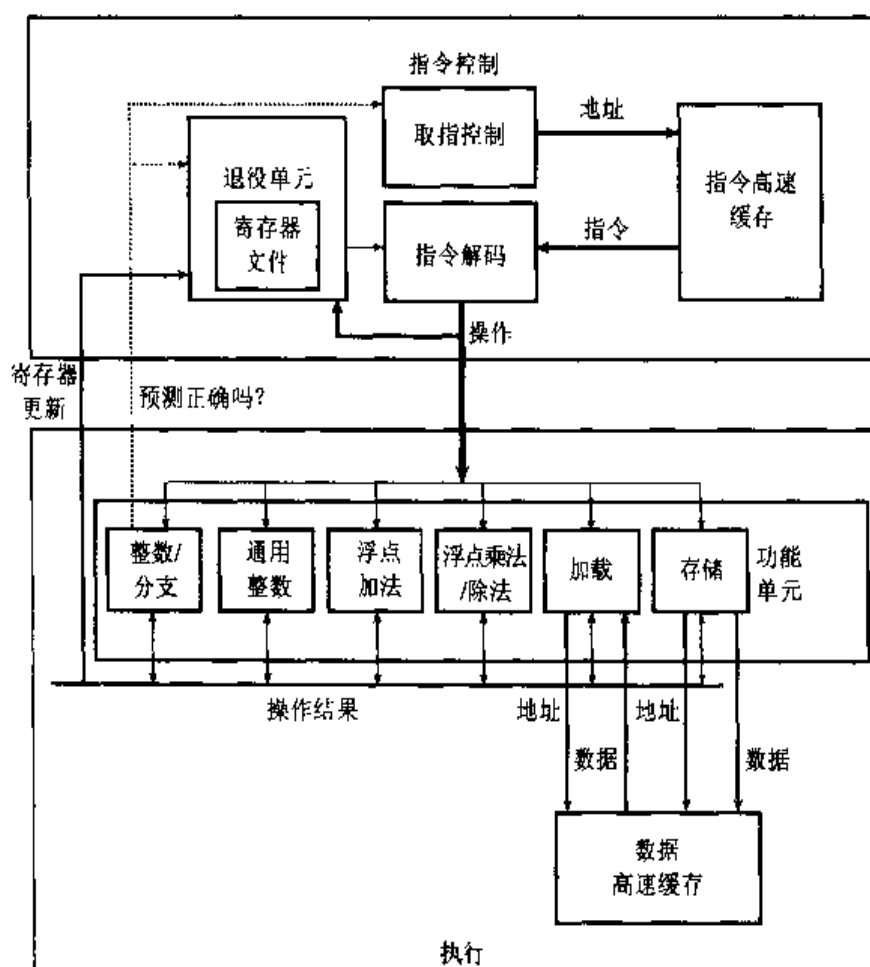 指令控制
取指控制
地址
指令高速
缓存
退役单元
寄存器
文件
指令解码
指令
操作
寄存器
更新
预测正确吗?
整数/
分支
通用
整数
浮点
加法
浮点乘法
/除法
加载
存储
功能
单元
操作结果
地址
地址
数据
数据
数据
高速缓存
执行